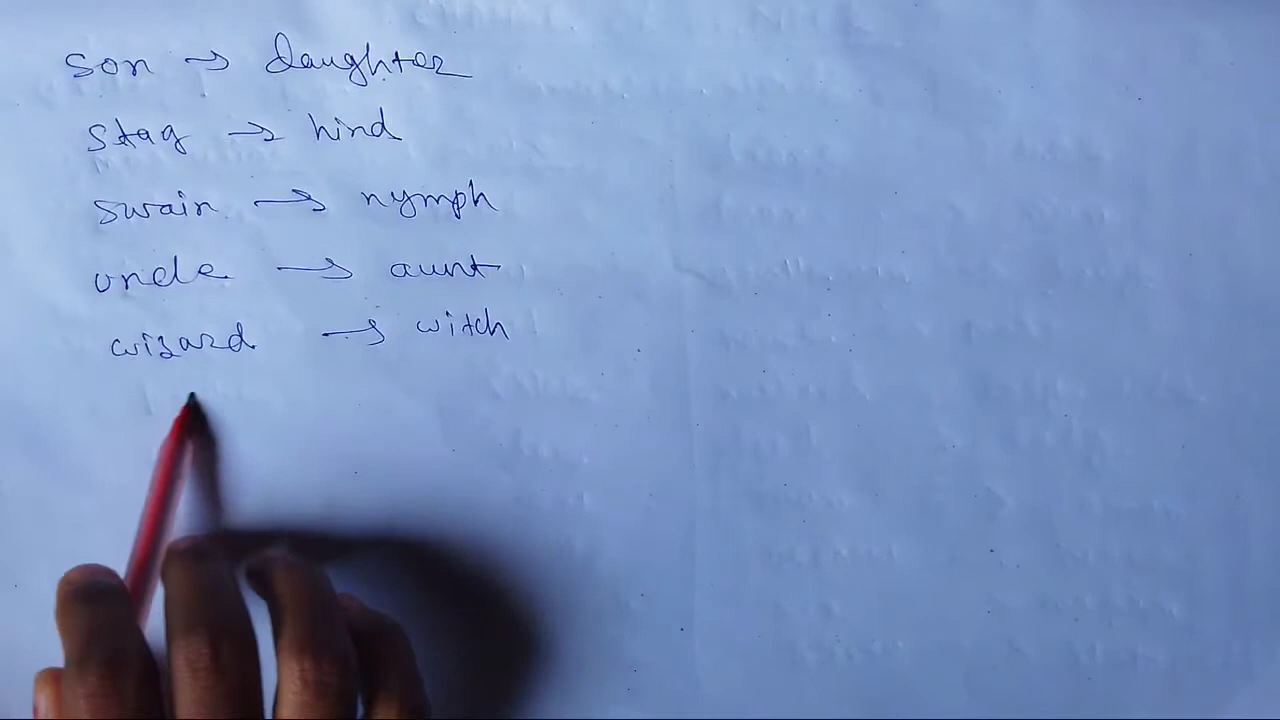 son → daughter
stag → hind
swain → nymph
uncle → aunt
wizard → witch